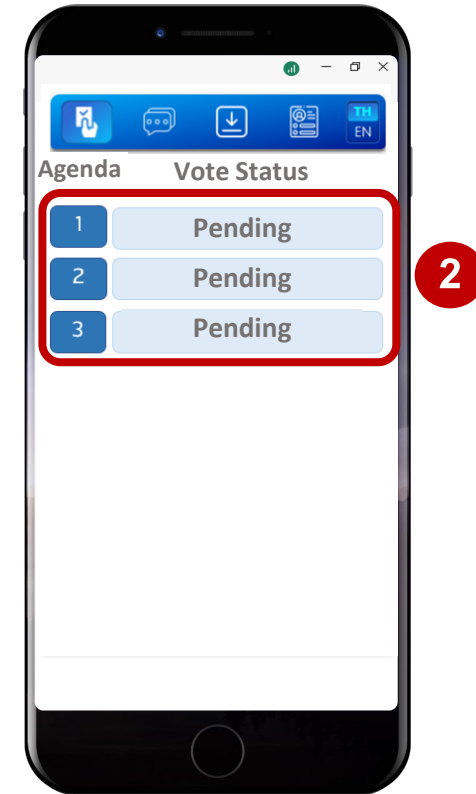 TH
EN
Agenda Vote Status
1 Pending
2 Pending
3 Pending
2